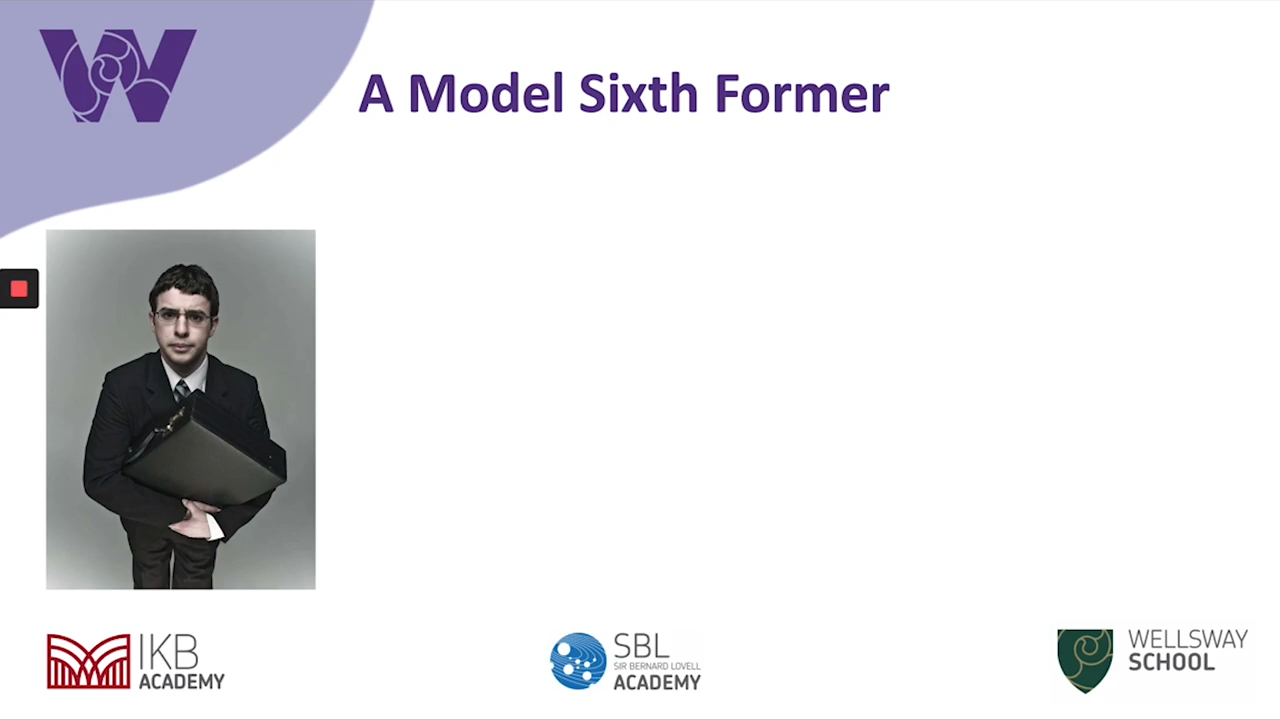 W
A Model Sixth Former
IKB
ACADEMY
SBL
SIR BERNARD LOVELL
ACADEMY
WELLSWAY
SCHOOL